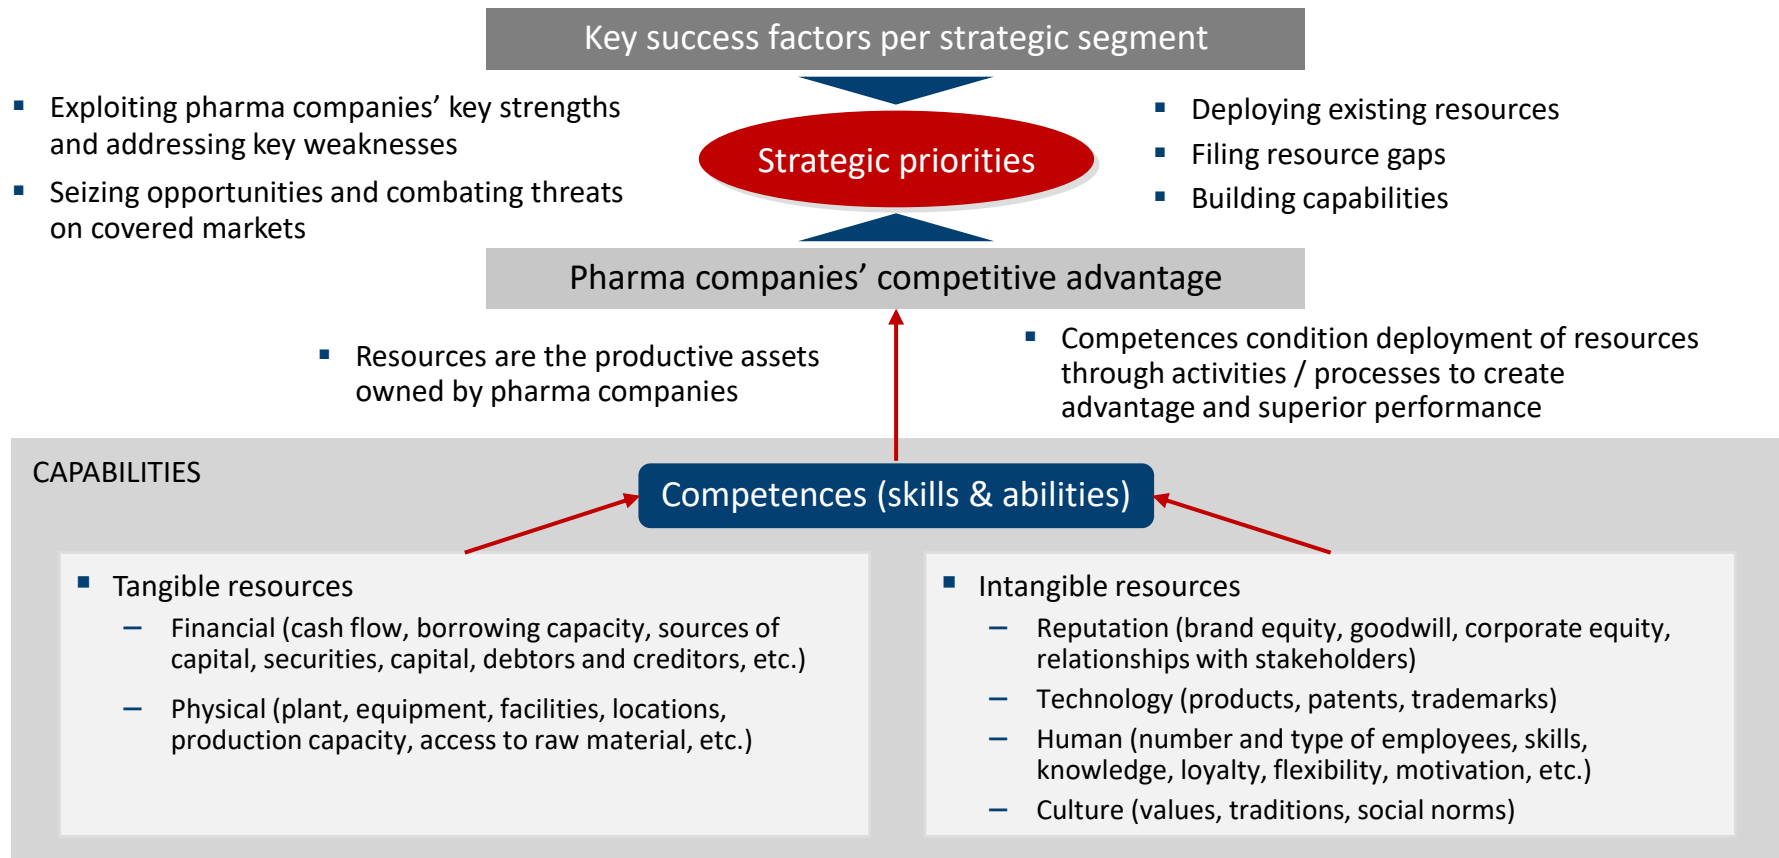 Key success factors per strategic segment
▪ Exploiting pharma companies’ key strengths
and addressing key weaknesses
▪ Seizing opportunities and combating threats
on covered markets
Strategic priorities
▪ Deploying existing resources
▪ Filing resource gaps
▪ Building capabilities
Pharma companies’ competitive advantage
▪ Resources are the productive assets
owned by pharma companies
▪ Competences condition deployment of resources
through activities / processes to create
advantage and superior performance
CAPABILITIES
Competences (skills & abilities)
▪ Tangible resources
– Financial (cash flow, borrowing capacity, sources of
capital, securities, capital, debtors and creditors, etc.)
– Physical (plant, equipment, facilities, locations,
production capacity, access to raw material, etc.)
▪ Intangible resources
– Reputation (brand equity, goodwill, corporate equity,
relationships with stakeholders)
– Technology (products, patents, trademarks)
– Human (number and type of employees, skills,
knowledge, loyalty, flexibility, motivation, etc.)
– Culture (values, traditions, social norms)